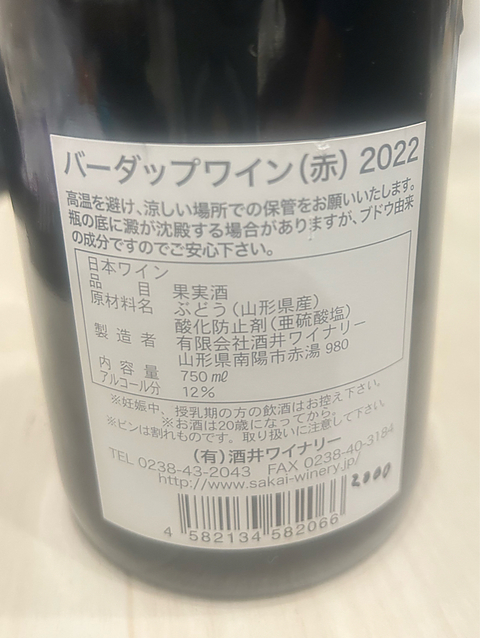 バーダップワイン(赤) 2022
高温を避け、涼しい場所での保管をお願いいたします。
瓶の底に澱が沈殿する場合がありますが、ブドウ由来
の成分ですのでご安心下さい。
日本ワイン
品目 果実酒
原材料名 ぶどう(山形県産)
酸化防止剤(亜硫酸塩)
製造者 有限会社酒井ワイナリー
山形県南陽市赤湯980
内容量 750㎖
アルコール分 12%
※妊娠中、授乳期の方の飲酒はお控え下さい。
※お酒は20歳になってから。
※ビンは割れものです。取り扱いに注意して下さい。
(有)酒井ワイナリー
TEL 0238-43-2043 FAX 0238-40-3184
http://www.sakai-winery.jp/
2000
4 582134 582066